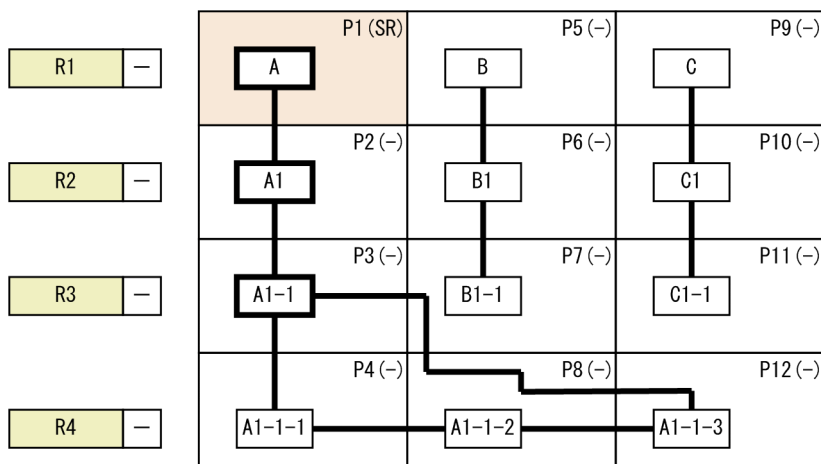 P1(SR) P5(-) P9(-)
R1 - A B C
P2(-) P6(-) P10(-)
R2 - A1 B1 C1
P3(-) P7(-) P11(-)
R3 - A1-1 B1-1 C1-1
P4(-) P8(-) P12(-)
R4 - A1-1-1 A1-1-2 A1-1-3